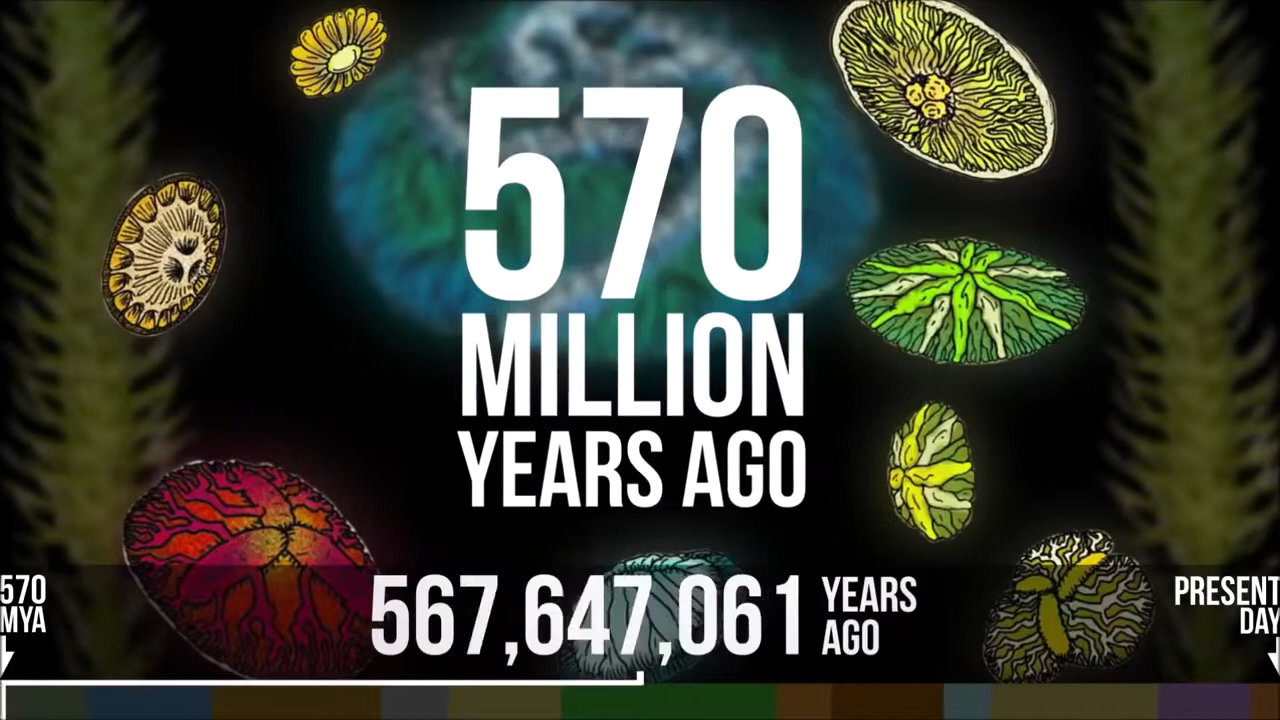 570
MILLION
YEARS AGO
570
MYA
567,647,061 YEARS
AGO
PRESENT
DAY